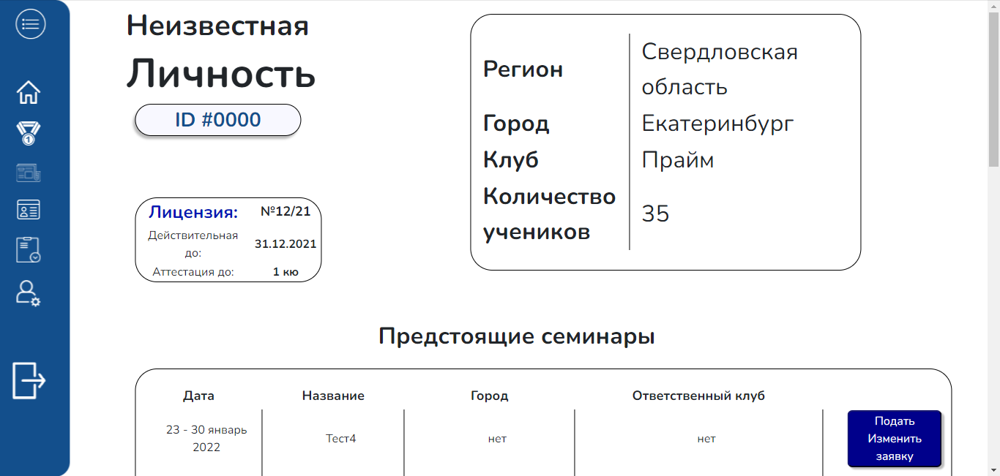 Неизвестная
Личность
ID #0000
Регион
Свердловская
область
Город
Екатеринбург
Клуб
Прайм
Количество
учеников
35
Лицензия: №12/21
Действительная
до:
31.12.2021
Аттестация до: 1 кю
Предстоящие семинары
Дата Название Город Ответственный клуб
23 - 30 январь
2022
Тест4
нет
нет
Подать
Изменить
заявку